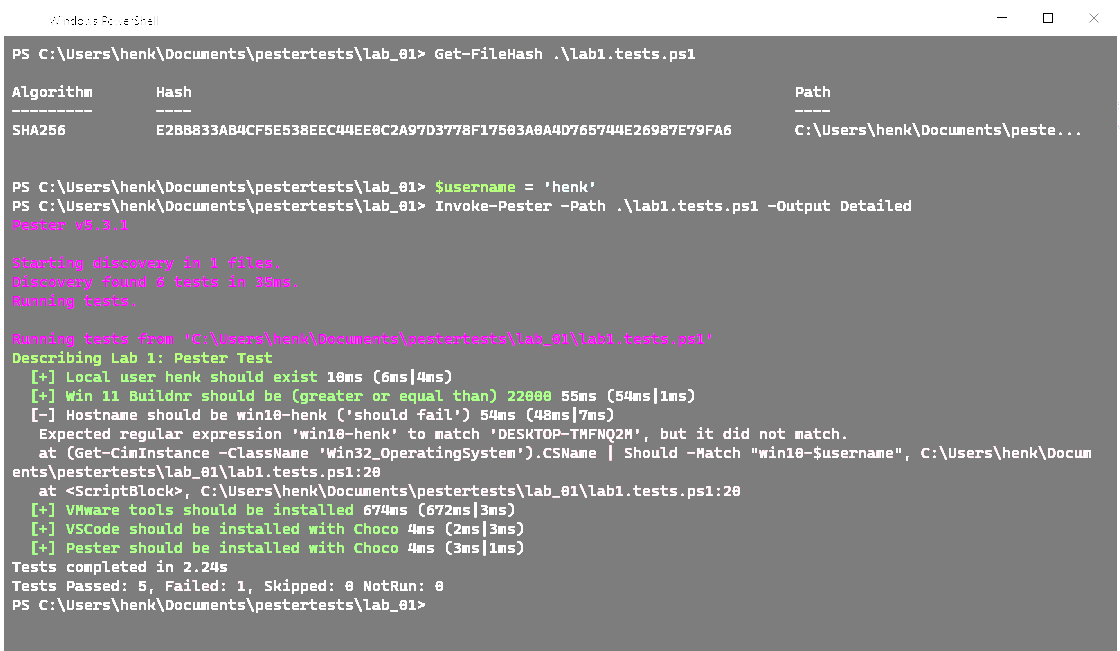 Windows PowerShell
PS C:\Users\henk\Documents\pestertests\lab_01> Get-FileHash .\lab1.tests.ps1
Algorithm Hash Path
--------- ---- ----
SHA256 E2BB833AB4CF5E538EEC44EE0C2A97D3778F17503A0A4D765744E26987E79FA6 C:\Users\henk\Documents\peste...
PS C:\Users\henk\Documents\pestertests\lab_01> $username = 'henk'
PS C:\Users\henk\Documents\pestertests\lab_01> Invoke-Pester -Path .\lab1.tests.ps1 -Output Detailed
Pester
Starting discovery in 1 files.
Discovery found 6 tests in 35ms.
Running tests.
Running tests from 'C:\Users\henk\Documents\pestertests\lab_01\lab1.tests.ps1'
Describing Lab 1: Pester Test
[+] Local user henk should exist 10ms (6ms|4ms)
[+] Win 11 Buildnr should be (greater or equal than) 22000 55ms (54ms|1ms)
[-] Hostname should be win10-henk ('should fail') 54ms (48ms|7ms)
Expected regular expression 'win10-henk' to match 'DESKTOP-TMFNQ2M', but it did not match.
at (Get-CimInstance -ClassName 'Win32_OperatingSystem').CSName | Should -Match "win10-$username", C:\Users\henk\Docum
ents\pestertests\lab_01\lab1.tests.ps1:20
at <ScriptBlock>, C:\Users\henk\Documents\pestertests\lab_01\lab1.tests.ps1:20
[+] VMware tools should be installed 674ms (672ms|3ms)
[+] VSCode should be installed with Choco 4ms (2ms|3ms)
[+] Pester should be installed with Choco 4ms (3ms|1ms)
Tests completed in 2.24s
Tests Passed: 5, Failed: 1, Skipped: 0 NotRun: 0
PS C:\Users\henk\Documents\pestertests\lab_01>